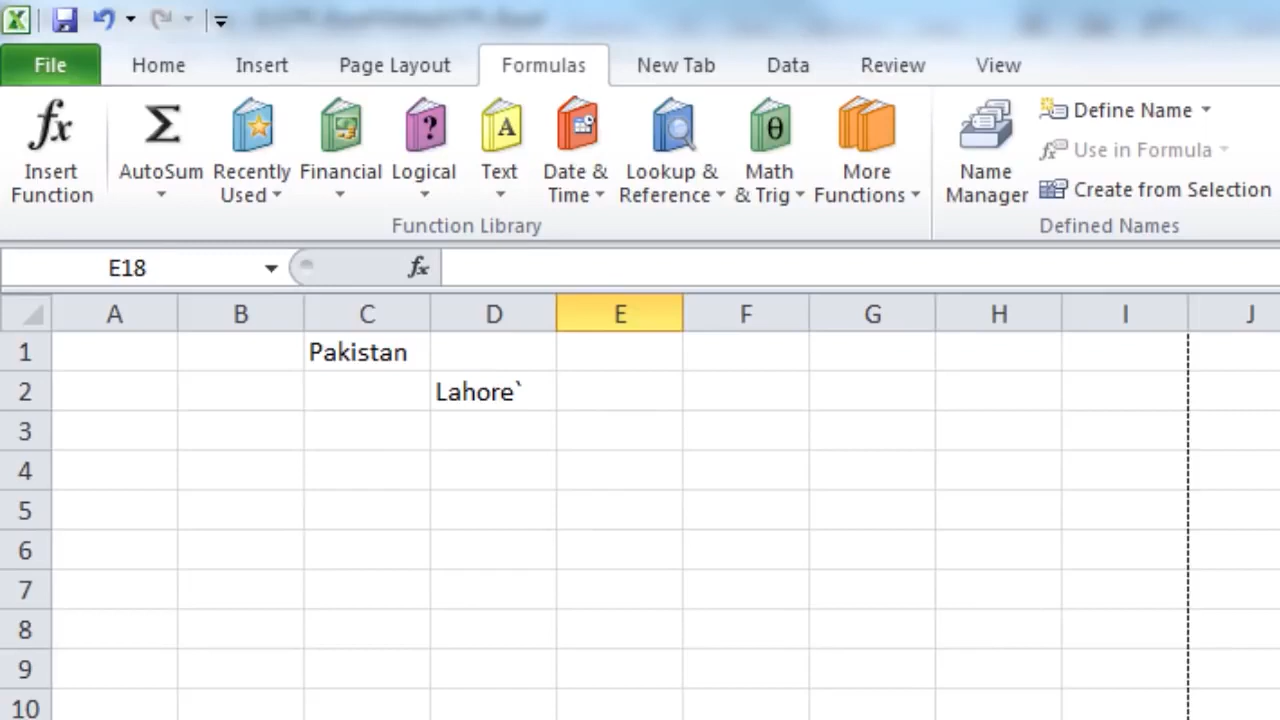 File Home Insert Page Layout Formulas New Tab Data Review View
fx Σ ? A θ
Insert Function AutoSum Recently Used Financial Logical Text Date & Time Lookup & Reference Math & Trig More Functions Name Manager
Define Name
Use in Formula
Create from Selection
Function Library Defined Names
E18 fx
A B C D E F G H I J
1 Pakistan
2 Lahore`
3
4
5
6
7
8
9
10